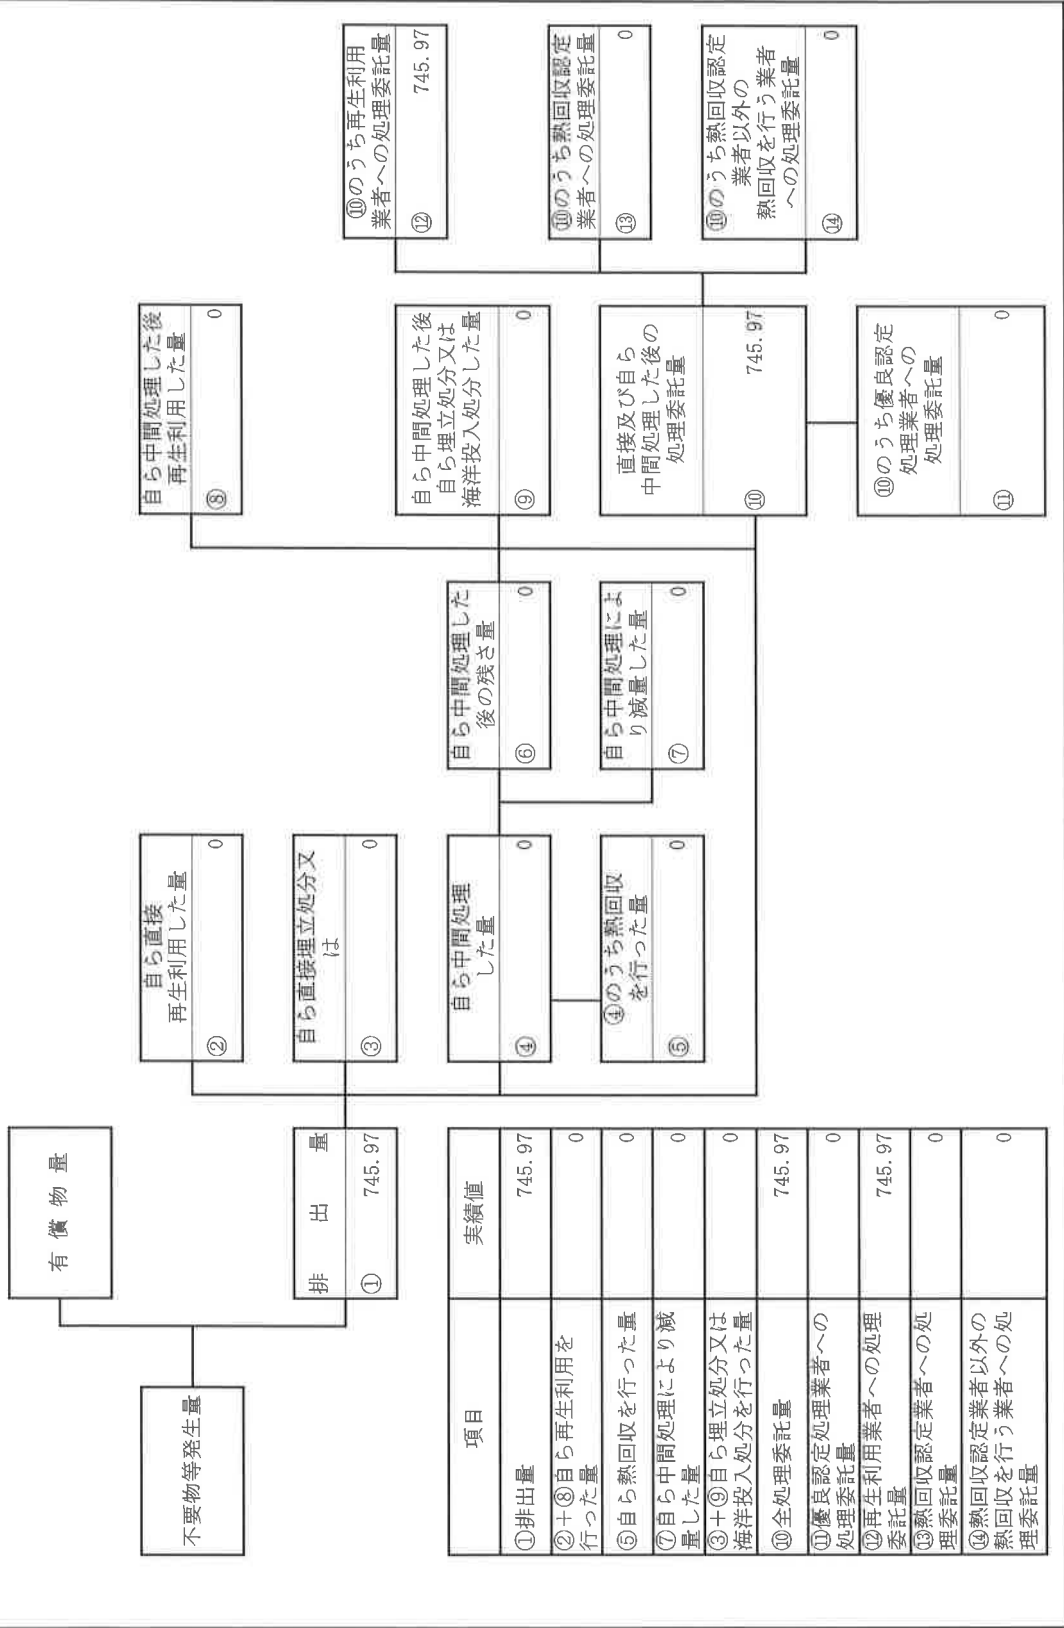 不要物等発生量
有償物量
排出量
① 745.97
自ら直接
再生利用した量
② 0
自ら直接埋立処分又
は
③ 0
自ら中間処理
した量
④ 0
④のうち熱回収
を行った量
⑤ 0
自ら中間処理した
後の残さ量
⑥ 0
自ら中間処理によ
り減量した量
⑦ 0
自ら中間処理した後
再生利用した量
⑧ 0
自ら中間処理した後
自ら埋立処分又は
海洋投入処分した量
⑨ 0
直接及び自ら
中間処理した後の
処理委託量
⑩ 745.97
⑩のうち優良認定
処理業者への
処理委託量
⑪ 0
⑩のうち再生利用
業者への処理委託量
⑫ 745.97
⑩のうち熱回収認定
業者への処理委託量
⑬ 0
⑩のうち熱回収認定
業者以外の
熱回収を行う業者
への処理委託量
⑭ 0
項目 実績値
①排出量 745.97
②+⑧自ら再生利用を
行った量 0
⑤自ら熱回収を行った量 0
⑦自ら中間処理により減
量した量 0
③+⑨自ら埋立処分又は
海洋投入処分を行った量 0
⑩全処理委託量 745.97
⑪優良認定処理業者への
処理委託量 0
⑫再生利用業者への処理
委託量 745.97
⑬熱回収認定業者への処
理委託量 0
⑭熱回収認定業者以外の
熱回収を行う業者への処
理委託量 0